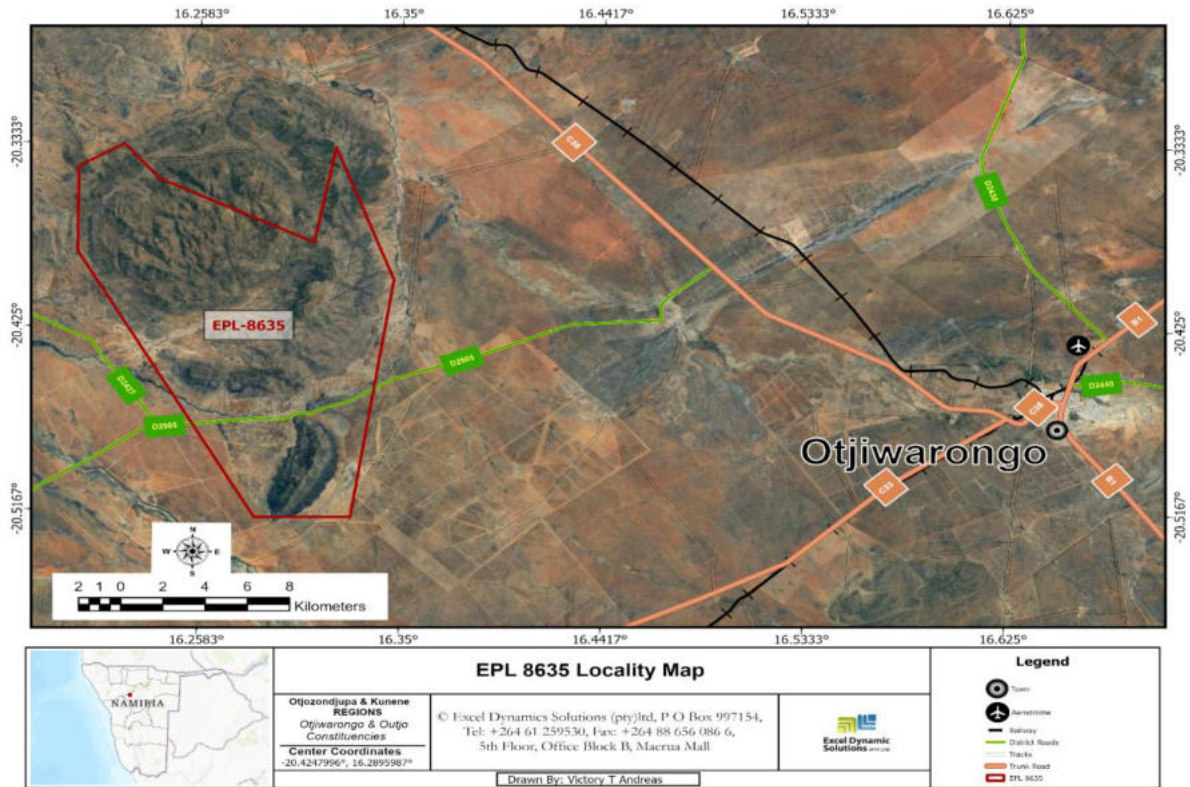 16.2583° 16.35° 16.4417° 16.5333° 16.625°
-20.3333° -20.3333°
C38
D2430
EPL-8635
-20.425° -20.425°
B1
D2505
D2427
D2440
D2505
C38
Otjiwarongo
C33
B1
-20.5167° -20.5167°
N
W E
S
2 1 0 2 4 6 8
Kilometers
16.2583° 16.35° 16.4417° 16.5333° 16.625°
NAMIBIA
EPL 8635 Locality Map
Otjozondjupa & Kunene
REGIONS
Otjiwarongo & Outjo
Constituencies
Center Coordinates
-20.4247996°, 16.2895987°
© Excel Dynamics Solutions (pty)ltd, P O Box 997154,
Tel: +264 61 259530, Fax: +264 88 656 086 6,
5th Floor, Office Block B, Maerua Mall
Drawn By: Victory T Andreas
Excel Dynamic
Solutions
Legend
Town
Aerodrome
Railway
District Roads
Tracks
Trunk Road
EPL 8635